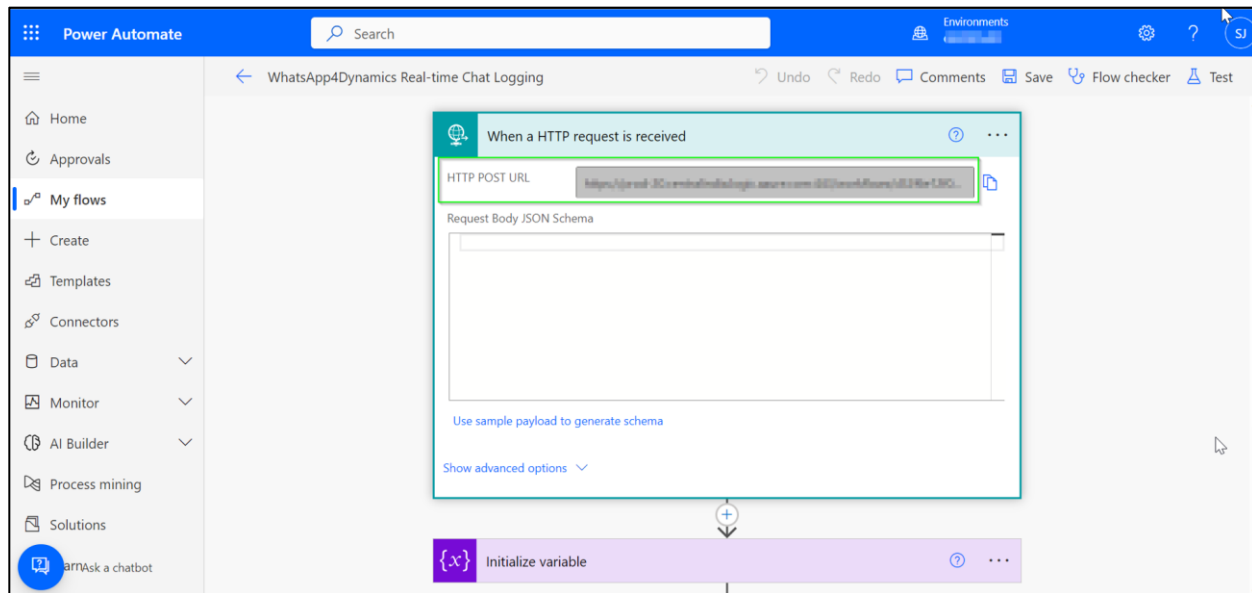 Power Automate
Search
Environments
?
SJ
WhatsApp4Dynamics Real-time Chat Logging
Undo
Redo
Comments
Save
Flow checker
Test
Home
Approvals
My flows
Create
Templates
Connectors
Data
Monitor
AI Builder
Process mining
Solutions
Ask a chatbot
When a HTTP request is received
HTTP POST URL
Request Body JSON Schema
Use sample payload to generate schema
Show advanced options
{x} Initialize variable